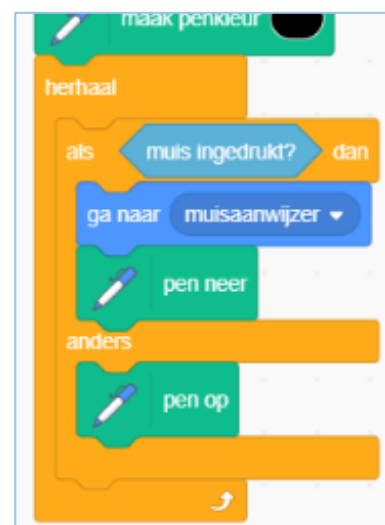 maak penkleur
herhaal
als muis ingedrukt? dan
ga naar muisaanwijzer
pen neer
anders
pen op